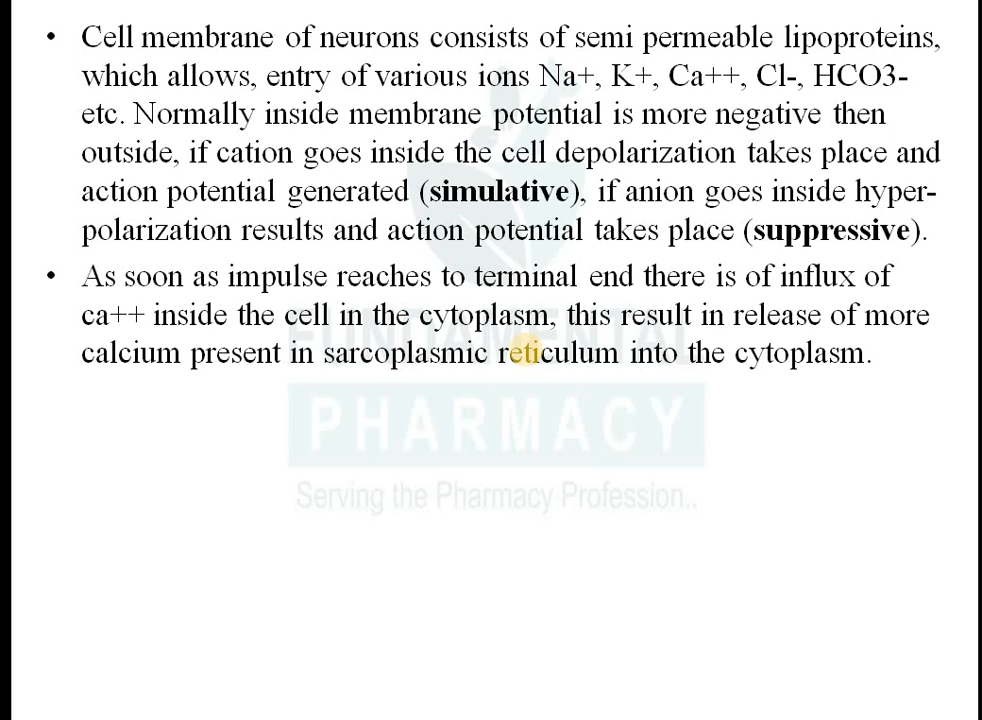 • Cell membrane of neurons consists of semi permeable lipoproteins,
which allows, entry of various ions Na+, K+, Ca++, Cl-, HCO3-
etc. Normally inside membrane potential is more negative then
outside, if cation goes inside the cell depolarization takes place and
action potential generated (simulative), if anion goes inside hyper-
polarization results and action potential takes place (suppressive).
• As soon as impulse reaches to terminal end there is of influx of
ca++ inside the cell in the cytoplasm, this result in release of more
calcium present in sarcoplasmic reticulum into the cytoplasm.
FUNDAMENTAL
PHARMACY
Serving the Pharmacy Profession..